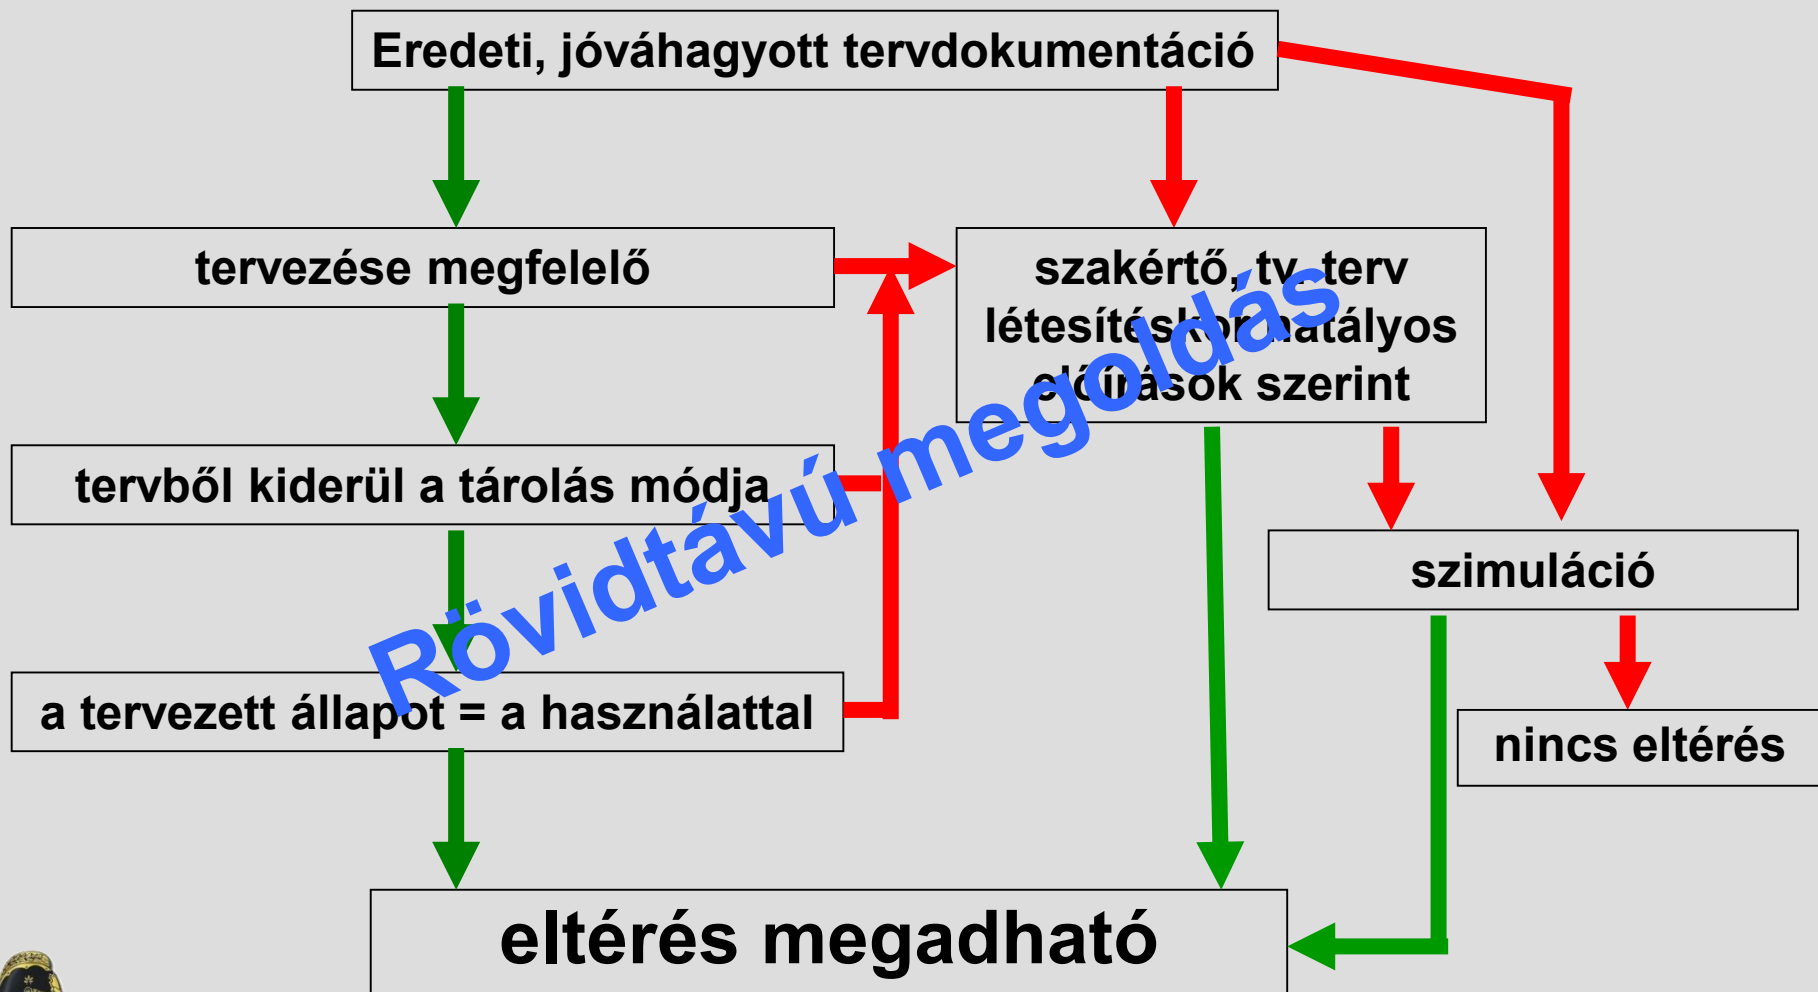 Eredeti, jóváhagyott tervdokumentáció
tervezése megfelelő
szakértő, tv. terv
létesítéskor hatályos
előírások szerint
tervből kiderül a tárolás módja
szimuláció
a tervezett állapot = a használattal
nincs eltérés
eltérés megadható
Rövidtávú megoldás